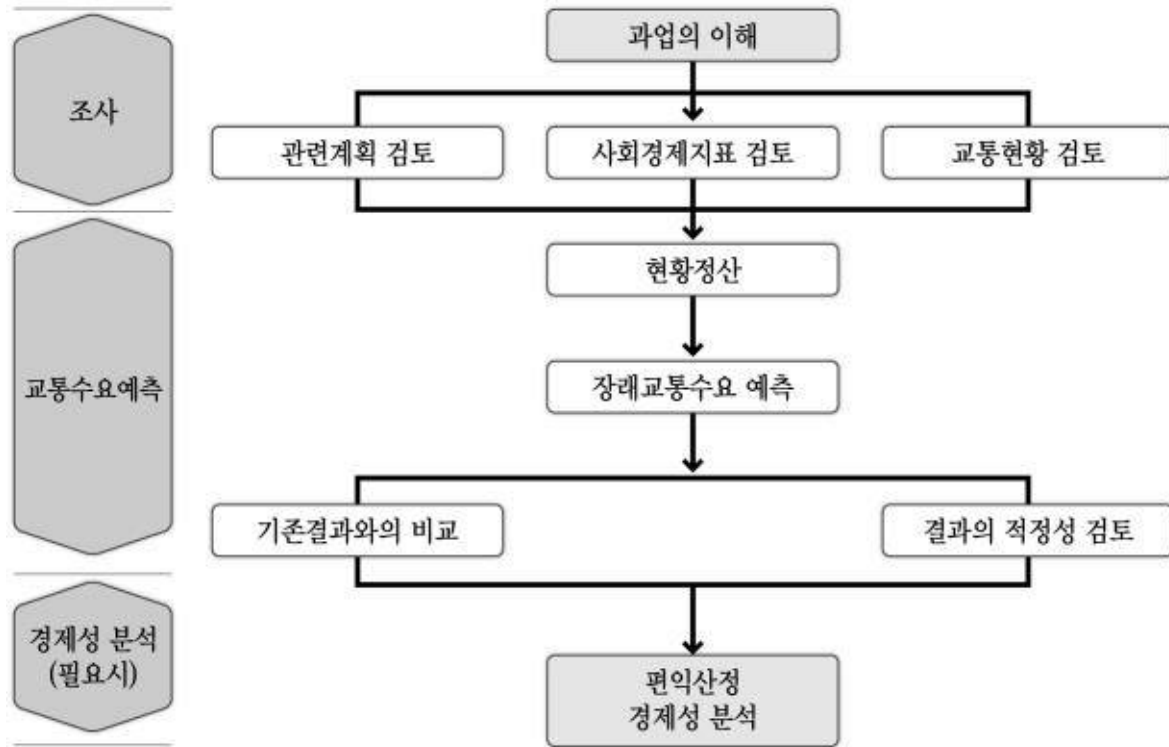 과업의 이해
조사
관련계획 검토
사회경제지표 검토
교통현황 검토
현황정산
교통수요예측
장래교통수요 예측
기존결과와의 비교
결과의 적정성 검토
경제성 분석
(필요시)
편익산정
경제성 분석